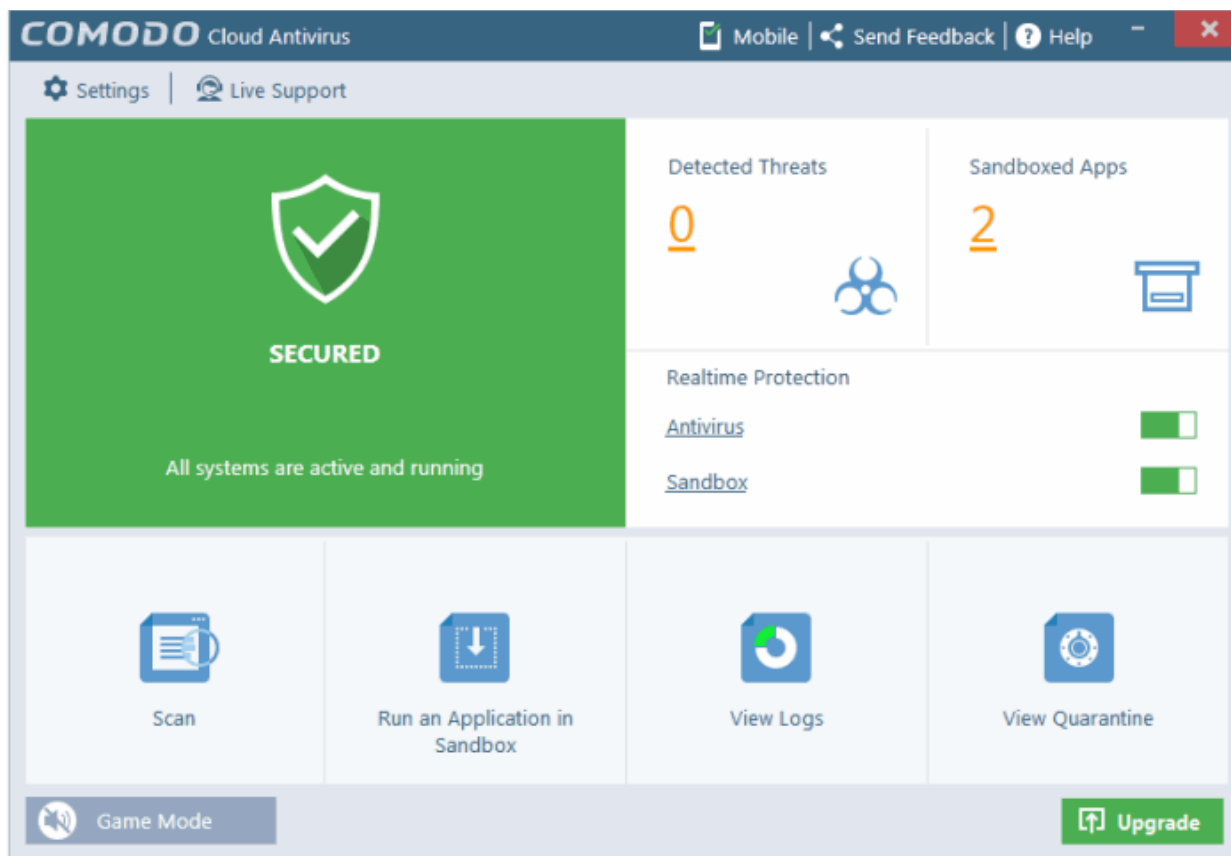 COMODO Cloud Antivirus
Mobile
Send Feedback
? Help
Settings
Live Support
SECURED
All systems are active and running
Detected Threats
0
Sandboxed Apps
2
Realtime Protection
Antivirus
Sandbox
Scan
Run an Application in
Sandbox
View Logs
View Quarantine
Game Mode
Upgrade